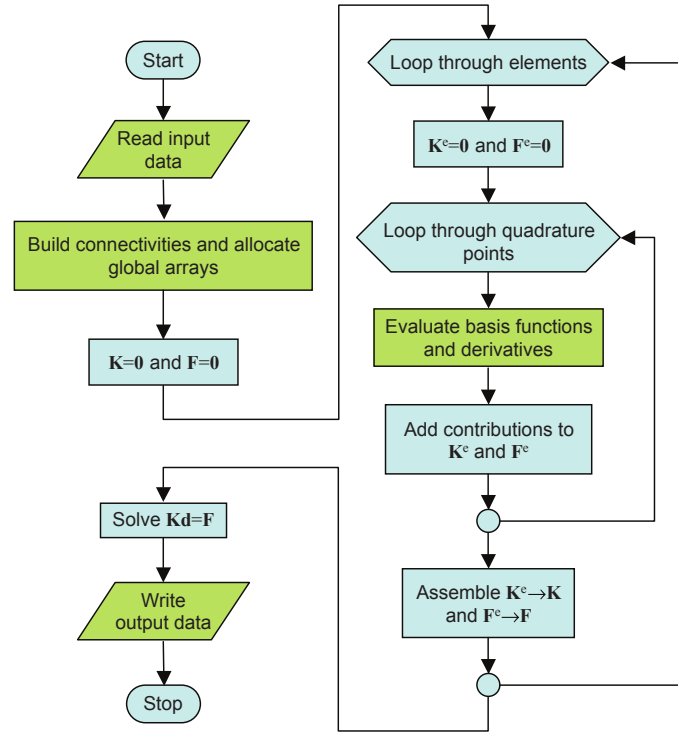 Start
Read input
data
Build connectivities and allocate
global arrays
K=0 and F=0
Loop through elements
Kᵉ=0 and Fᵉ=0
Loop through quadrature
points
Evaluate basis functions
and derivatives
Add contributions to
Kᵉ and Fᵉ
Assemble Kᵉ→K
and Fᵉ→F
Solve Kd=F
Write
output data
Stop